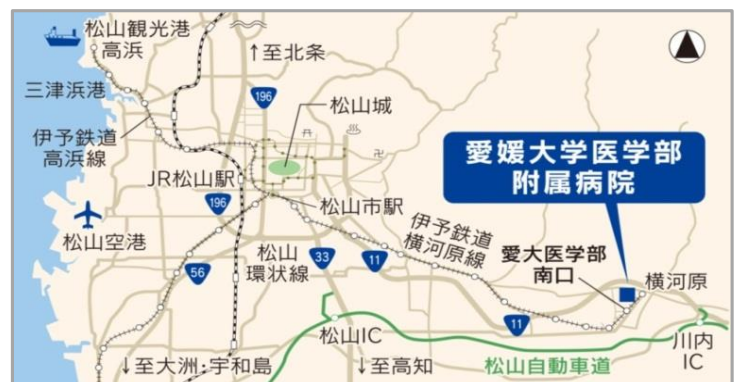 松山観光港
高浜
↑至北条
三津浜港
196
松山城
伊予鉄道
高浜線
愛媛大学医学部
附属病院
JR松山駅
196
松山市駅
伊予鉄道
横河原線
松山空港
松山
環状線
33
11
愛大医学部
南口
横河原
56
11
松山IC
川内
IC
↓至大洲・宇和島
↓至高知
松山自動車道